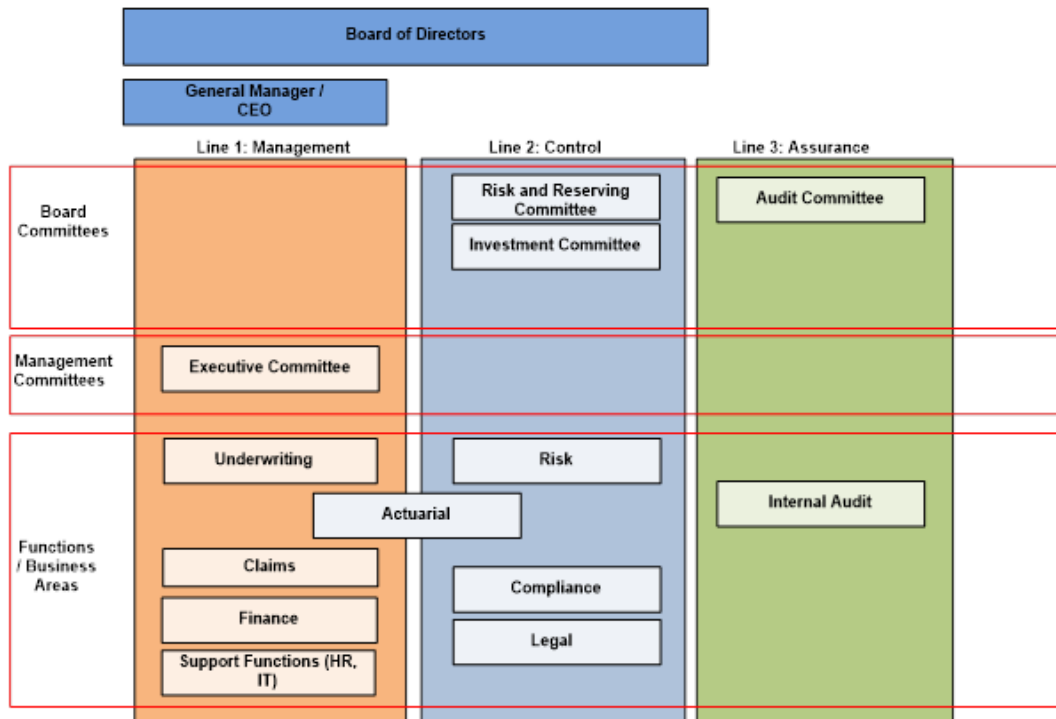 Board of Directors
General Manager /
CEO
Line 1: Management
Line 2: Control
Line 3: Assurance
Board
Committees
Risk and Reserving
Committee
Investment Committee
Audit Committee
Management
Committees
Executive Committee
Functions
/ Business
Areas
Underwriting
Risk
Actuarial
Internal Audit
Claims
Compliance
Finance
Legal
Support Functions (HR,
IT)